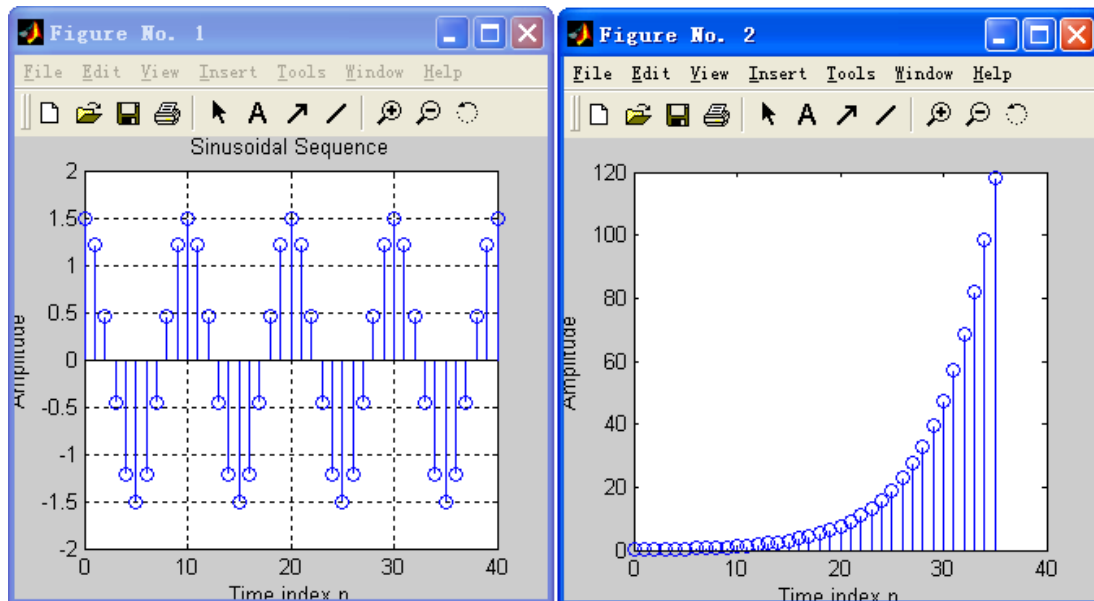 Figure No. 1
File Edit View Insert Tools Window Help
A
Sinusoidal Sequence
2
1.5
1
0.5
0
-0.5
-1
-1.5
-2
Amplitude
0 10 20 30 40
Time index n
Figure No. 2
File Edit View Insert Tools Window Help
A
120
100
80
60
40
20
0
Amplitude
0 10 20 30 40
Time index n